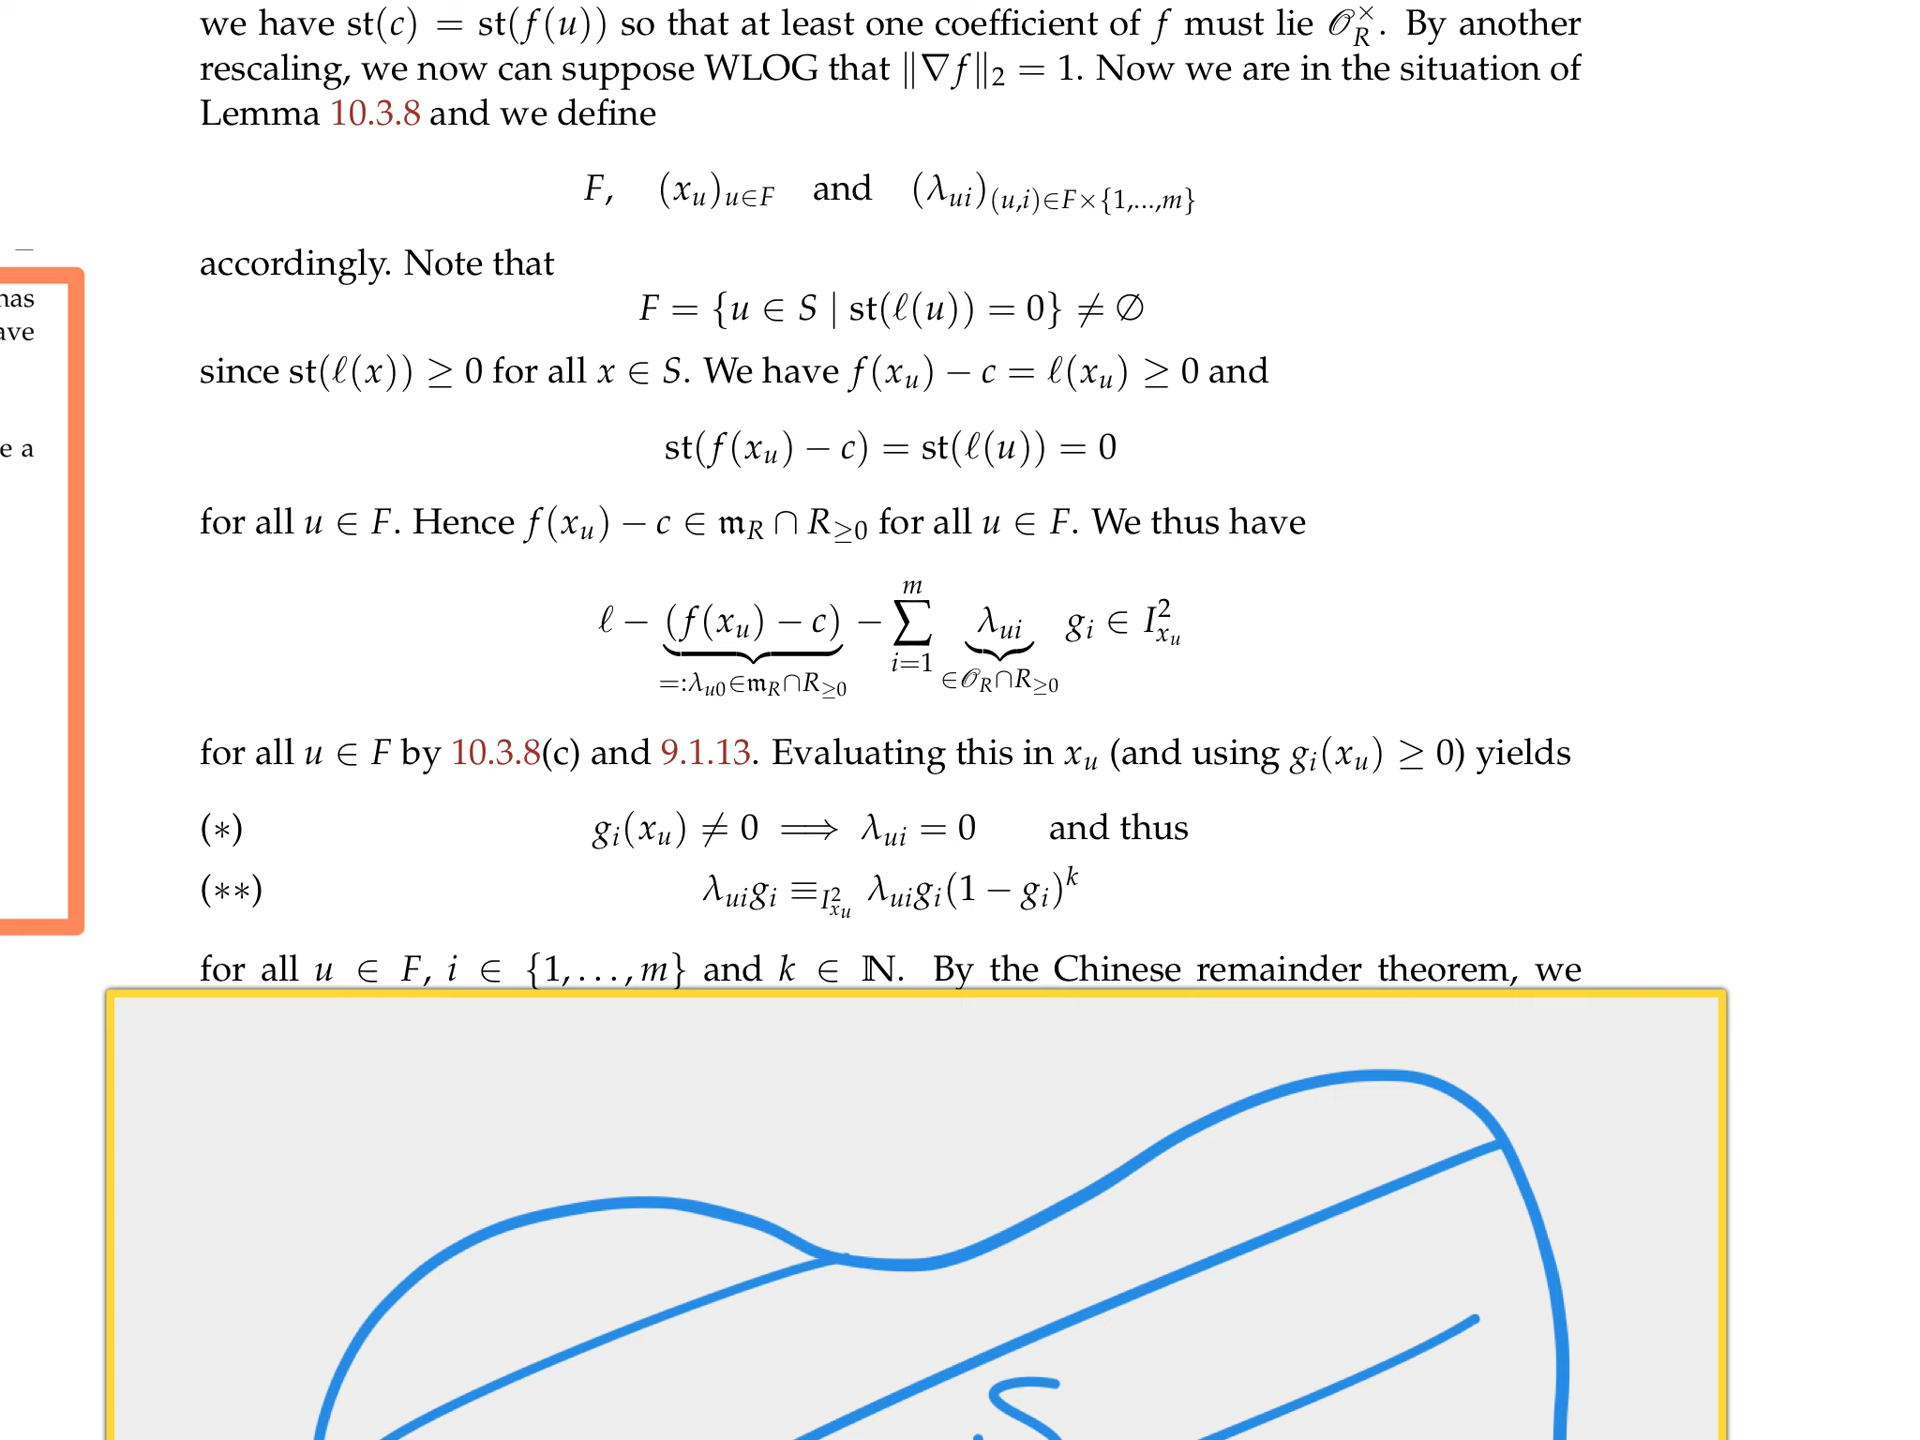 we have st(c) = st(f(u)) so that at least one coefficient of f must lie 𝒪_R^×. By another
rescaling, we now can suppose WLOG that ‖∇f‖₂ = 1. Now we are in the situation of
Lemma 10.3.8 and we define
F, (x_u)_{u∈F} and (λ_{ui})_{(u,i)∈F×{1,...,m}}
accordingly. Note that
F = {u ∈ S | st(ℓ(u)) = 0} ≠ ∅
since st(ℓ(x)) ≥ 0 for all x ∈ S. We have f(x_u) − c = ℓ(x_u) ≥ 0 and
st(f(x_u) − c) = st(ℓ(u)) = 0
for all u ∈ F. Hence f(x_u) − c ∈ 𝔪_R ∩ R_{≥0} for all u ∈ F. We thus have
ℓ − (f(x_u) − c) − ∑_{i=1}^m λ_{ui} g_i ∈ I_{x_u}^2
=:λ_{u0}∈𝔪_R∩R_{≥0} ∈𝒪_R∩R_{≥0}
for all u ∈ F by 10.3.8(c) and 9.1.13. Evaluating this in x_u (and using g_i(x_u) ≥ 0) yields
(∗) g_i(x_u) ≠ 0 ⟹ λ_{ui} = 0 and thus
(∗∗) λ_{ui}g_i ≡_{I_{x_u}^2} λ_{ui}g_i(1 − g_i)^k
for all u ∈ F, i ∈ {1,...,m} and k ∈ ℕ. By the Chinese remainder theorem, we
has
ave
e a
S